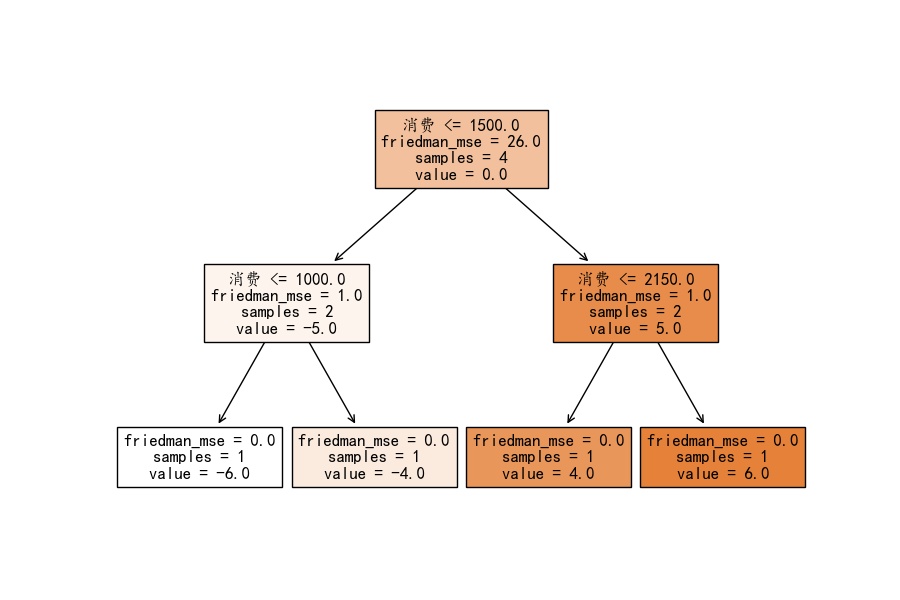 消费 <= 1500.0
friedman_mse = 26.0
samples = 4
value = 0.0
消费 <= 1000.0
friedman_mse = 1.0
samples = 2
value = −5.0
消费 <= 2150.0
friedman_mse = 1.0
samples = 2
value = 5.0
friedman_mse = 0.0
samples = 1
value = −6.0
friedman_mse = 0.0
samples = 1
value = −4.0
friedman_mse = 0.0
samples = 1
value = 4.0
friedman_mse = 0.0
samples = 1
value = 6.0